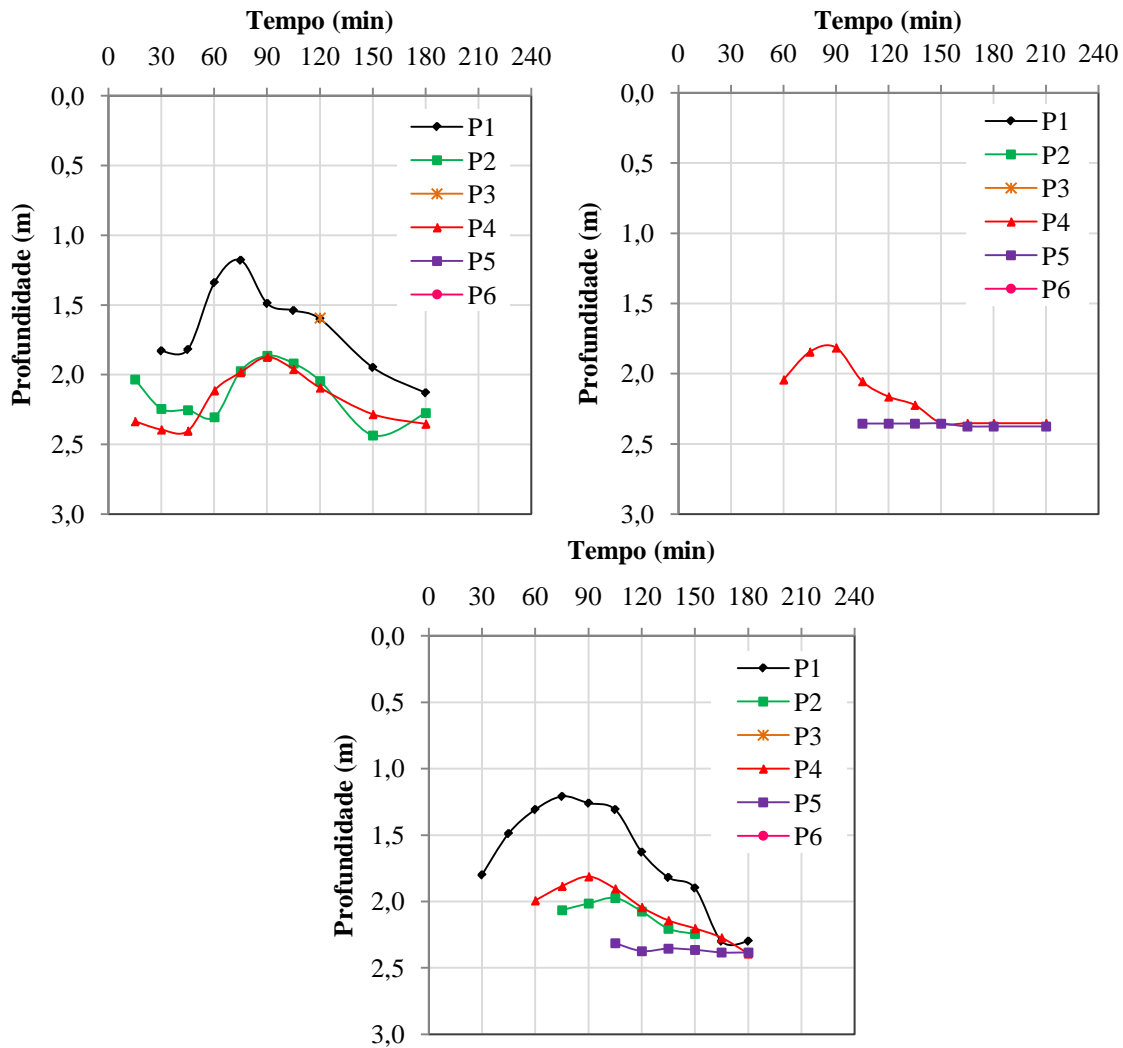 Tempo (min)
0 30 60 90 120 150 180 210 240
0,0
0,5
1,0
1,5
2,0
2,5
3,0
Profundidade (m)
P1
P2
P3
P4
P5
P6
Tempo (min)
0 30 60 90 120 150 180 210 240
0,0
0,5
1,0
1,5
2,0
2,5
3,0
Profundidade (m)
P1
P2
P3
P4
P5
P6
Tempo (min)
0 30 60 90 120 150 180 210 240
0,0
0,5
1,0
1,5
2,0
2,5
3,0
Profundidade (m)
P1
P2
P3
P4
P5
P6